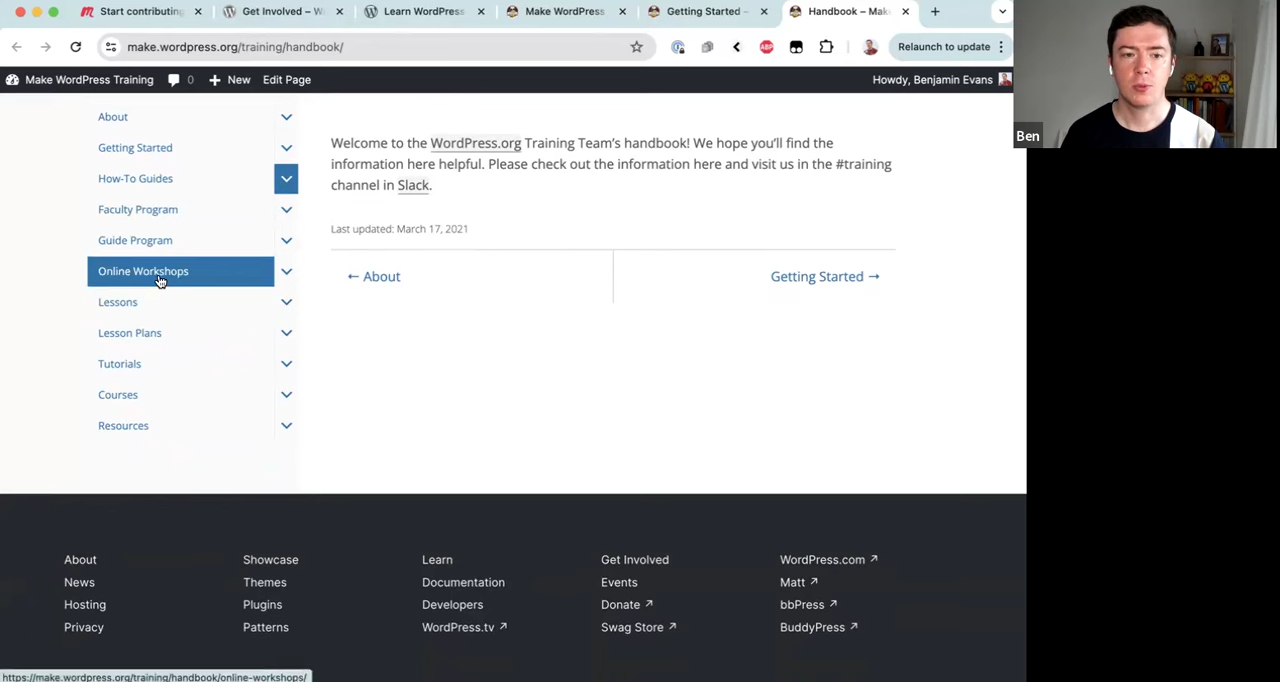 Start contributing
Get Involved – W
Learn WordPress
Make WordPress
Getting Started –
Handbook – Mak
make.wordpress.org/training/handbook/
ABP
Relaunch to update
Make WordPress Training
0
New
Edit Page
Howdy, Benjamin Evans
Ben
About
Getting Started
How-To Guides
Faculty Program
Guide Program
Online Workshops
Lessons
Lesson Plans
Tutorials
Courses
Resources
Welcome to the WordPress.org Training Team's handbook! We hope you'll find the
information here helpful. Please check out the information here and visit us in the #training
channel in Slack.
Last updated: March 17, 2021
← About
Getting Started →
About
News
Hosting
Privacy
Showcase
Themes
Plugins
Patterns
Learn
Documentation
Developers
WordPress.tv ↗
Get Involved
Events
Donate ↗
Swag Store ↗
WordPress.com ↗
Matt ↗
bbPress ↗
BuddyPress ↗
https://make.wordpress.org/training/handbook/online-workshops/